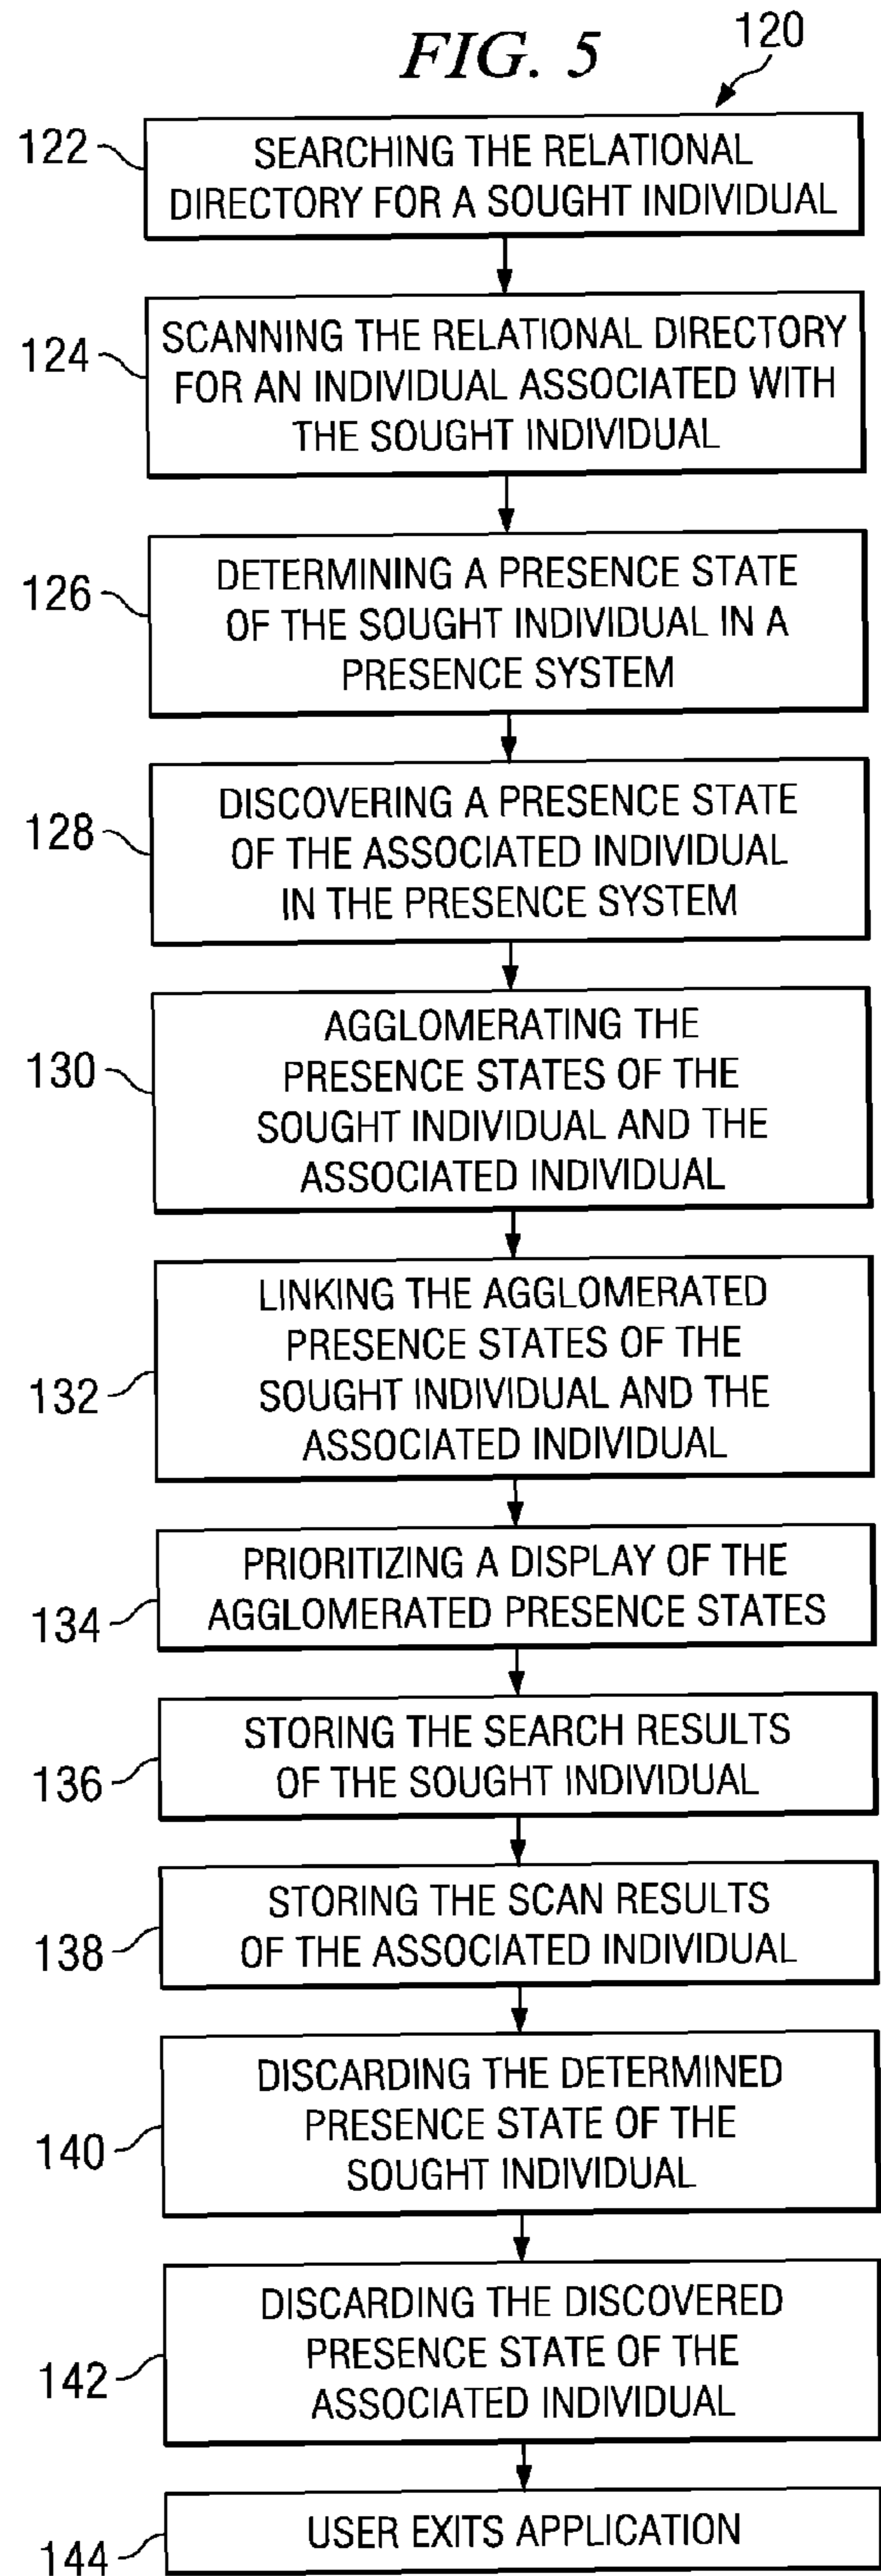 FIG. 5
120
122
SEARCHING THE RELATIONAL
DIRECTORY FOR A SOUGHT INDIVIDUAL
124
SCANNING THE RELATIONAL DIRECTORY
FOR AN INDIVIDUAL ASSOCIATED WITH
THE SOUGHT INDIVIDUAL
126
DETERMINING A PRESENCE STATE
OF THE SOUGHT INDIVIDUAL IN A
PRESENCE SYSTEM
128
DISCOVERING A PRESENCE STATE
OF THE ASSOCIATED INDIVIDUAL
IN THE PRESENCE SYSTEM
130
AGGLOMERATING THE
PRESENCE STATES OF THE
SOUGHT INDIVIDUAL AND THE
ASSOCIATED INDIVIDUAL
132
LINKING THE AGGLOMERATED
PRESENCE STATES OF THE
SOUGHT INDIVIDUAL AND THE
ASSOCIATED INDIVIDUAL
134
PRIORITIZING A DISPLAY OF THE
AGGLOMERATED PRESENCE STATES
136
STORING THE SEARCH RESULTS
OF THE SOUGHT INDIVIDUAL
138
STORING THE SCAN RESULTS
OF THE ASSOCIATED INDIVIDUAL
140
DISCARDING THE DETERMINED
PRESENCE STATE OF THE
SOUGHT INDIVIDUAL
142
DISCARDING THE DISCOVERED
PRESENCE STATE OF THE
ASSOCIATED INDIVIDUAL
144
USER EXITS APPLICATION